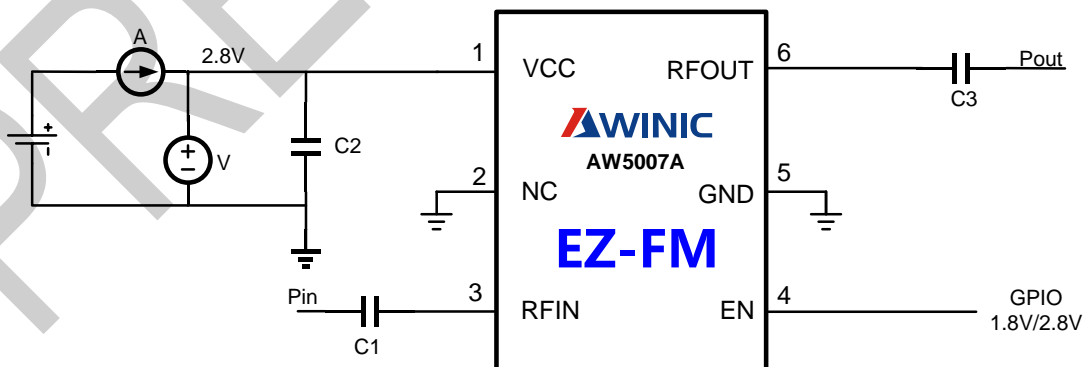 PRE
A
2.8V
1
VCC
RFOUT
6
Pout
C3
AWINIC
AW5007A
+
-
+
-
V
C2
2
NC
GND
5
EZ-FM
Pin
C1
3
RFIN
EN
4
GPIO
1.8V/2.8V